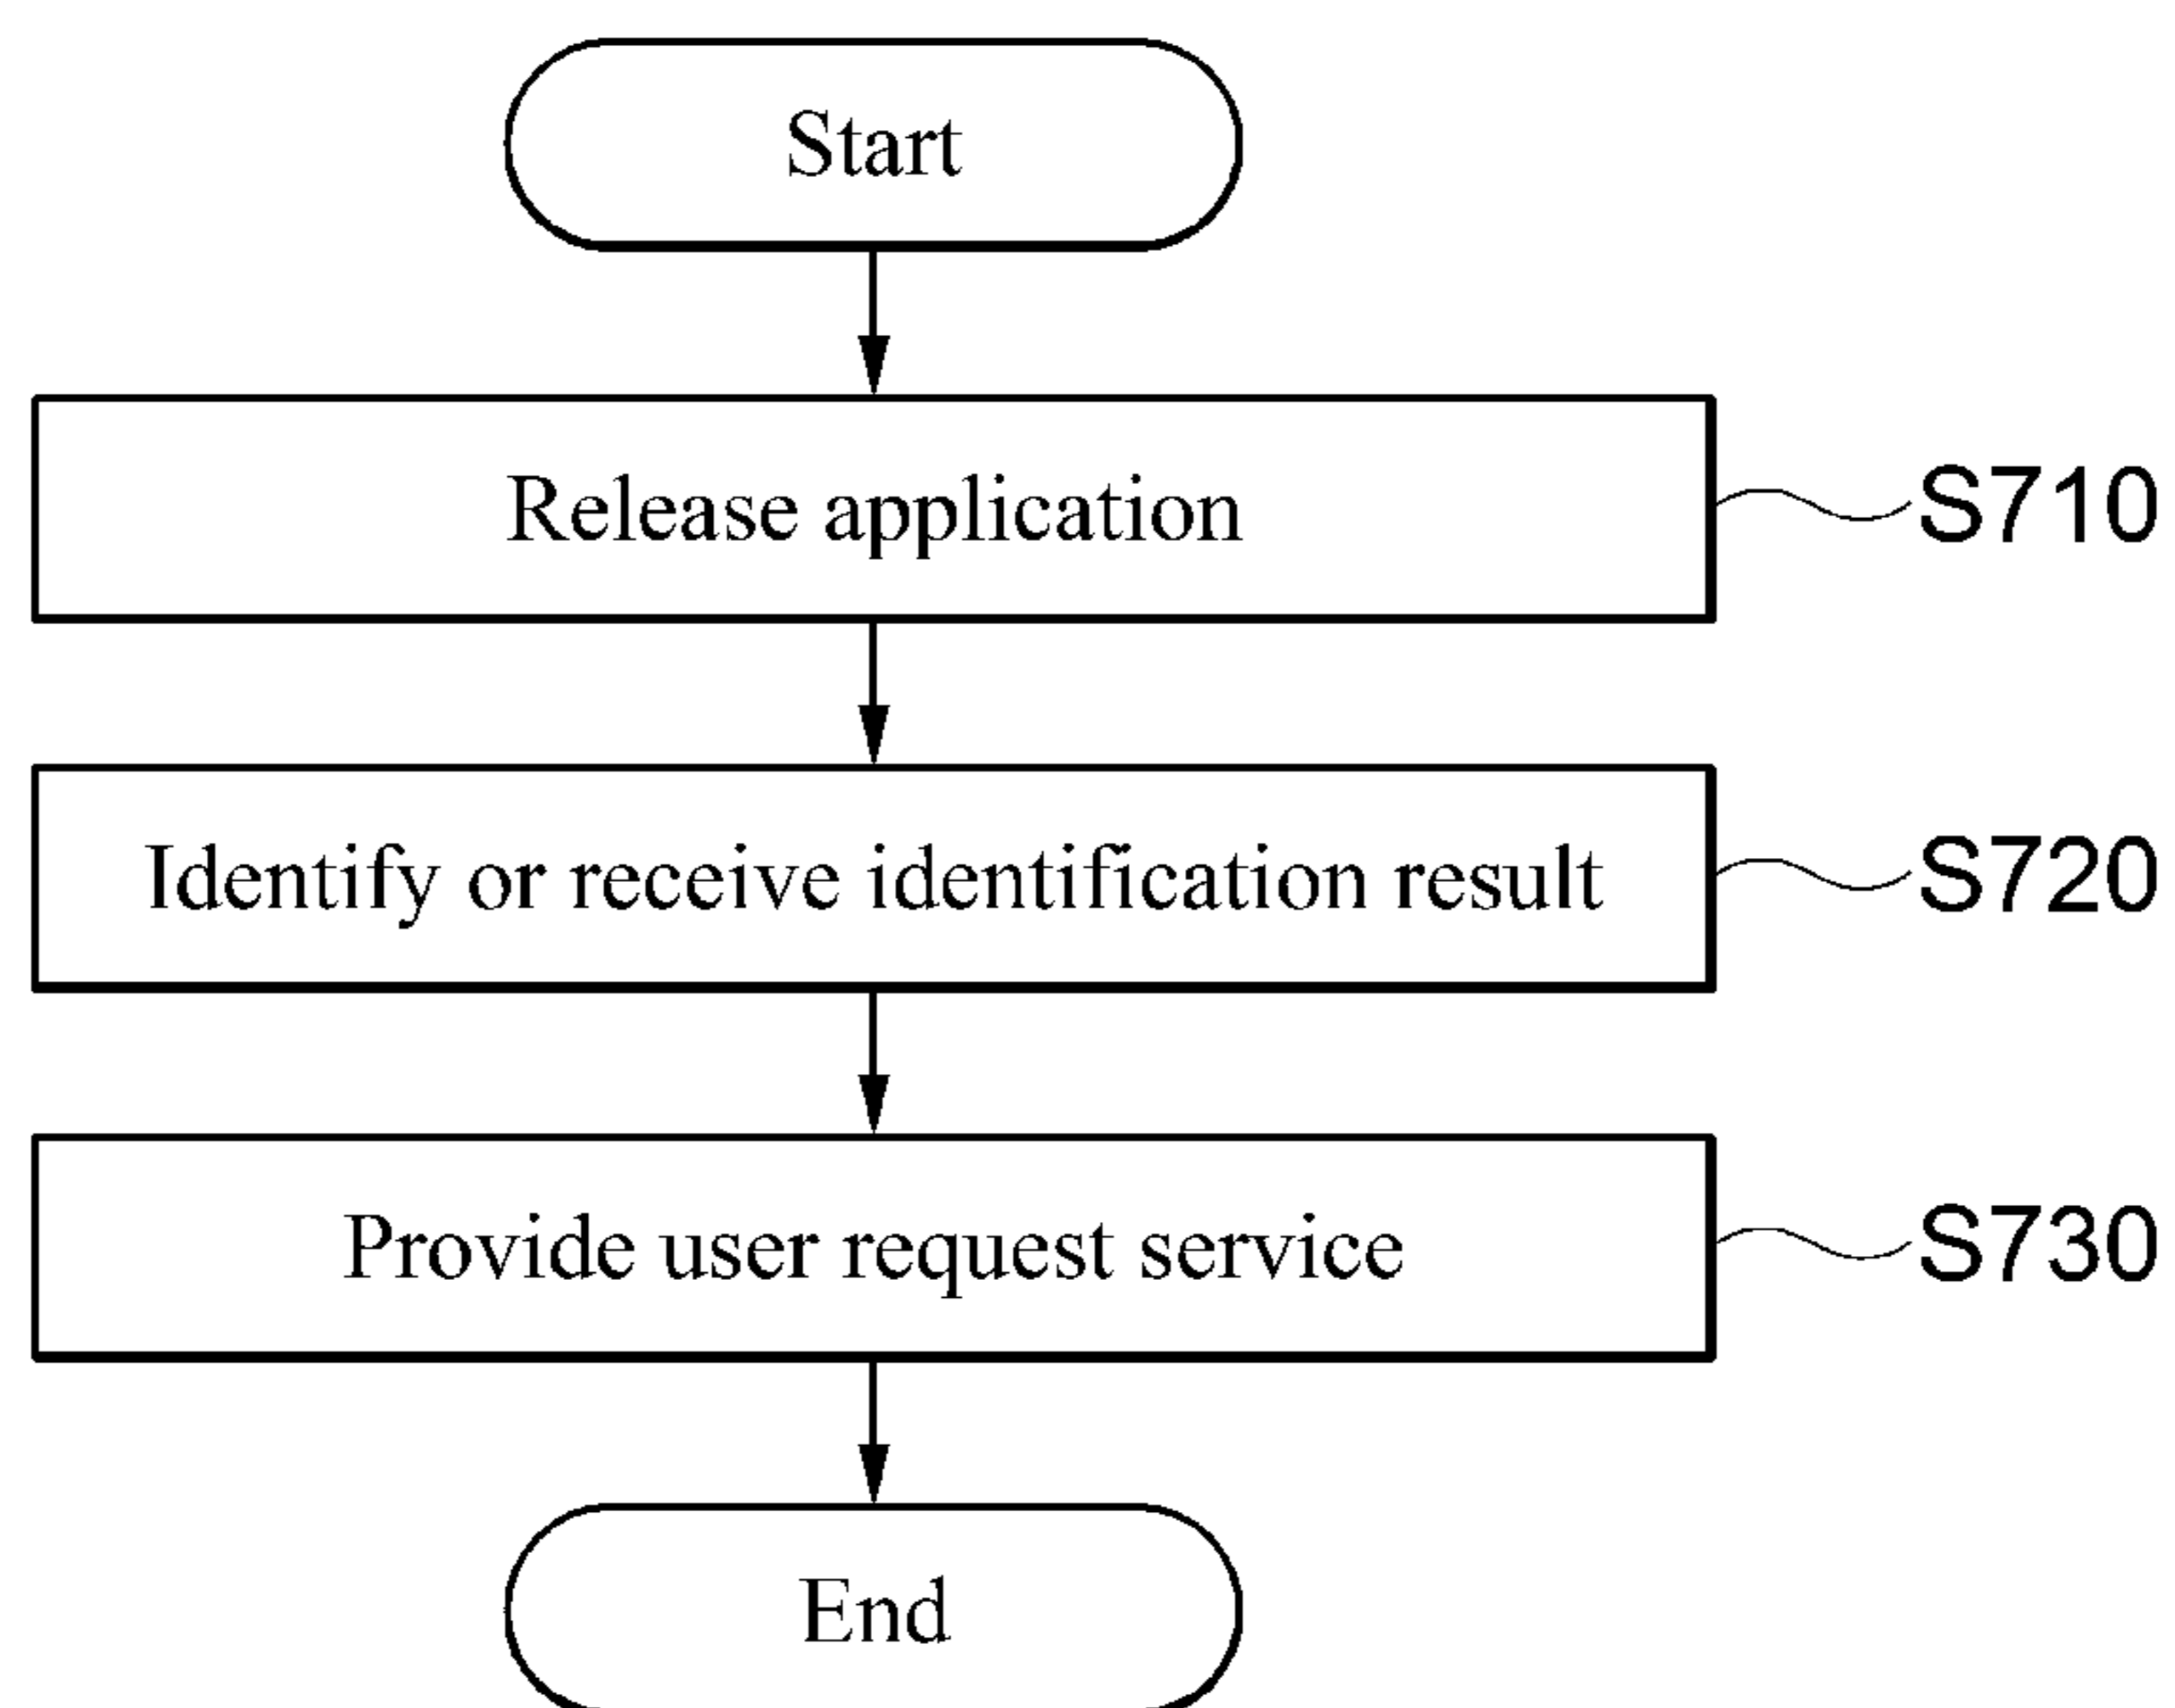 Start
Release application
S710
Identify or receive identification result
S720
Provide user request service
S730
End